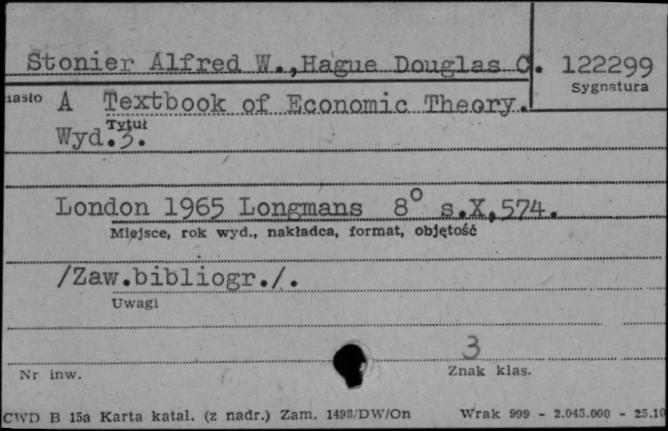 Stonier Alfred W.,Hague Douglas C. 122299
Sygnatura
A Textbook of Economic Theory.
Tytuł
Wyd.3.
London 1965 Longmans 8° s.X,574.
Miejsce, rok wyd., nakładca, format, objętość
/Zaw.bibliogr./.
Uwagi
3
Nr inw. Znak klas.
CWD B 15a Karta katal. (z nadr.) Zam. 1498/DW/On Wrak 999 - 2.045.000 - 25.10